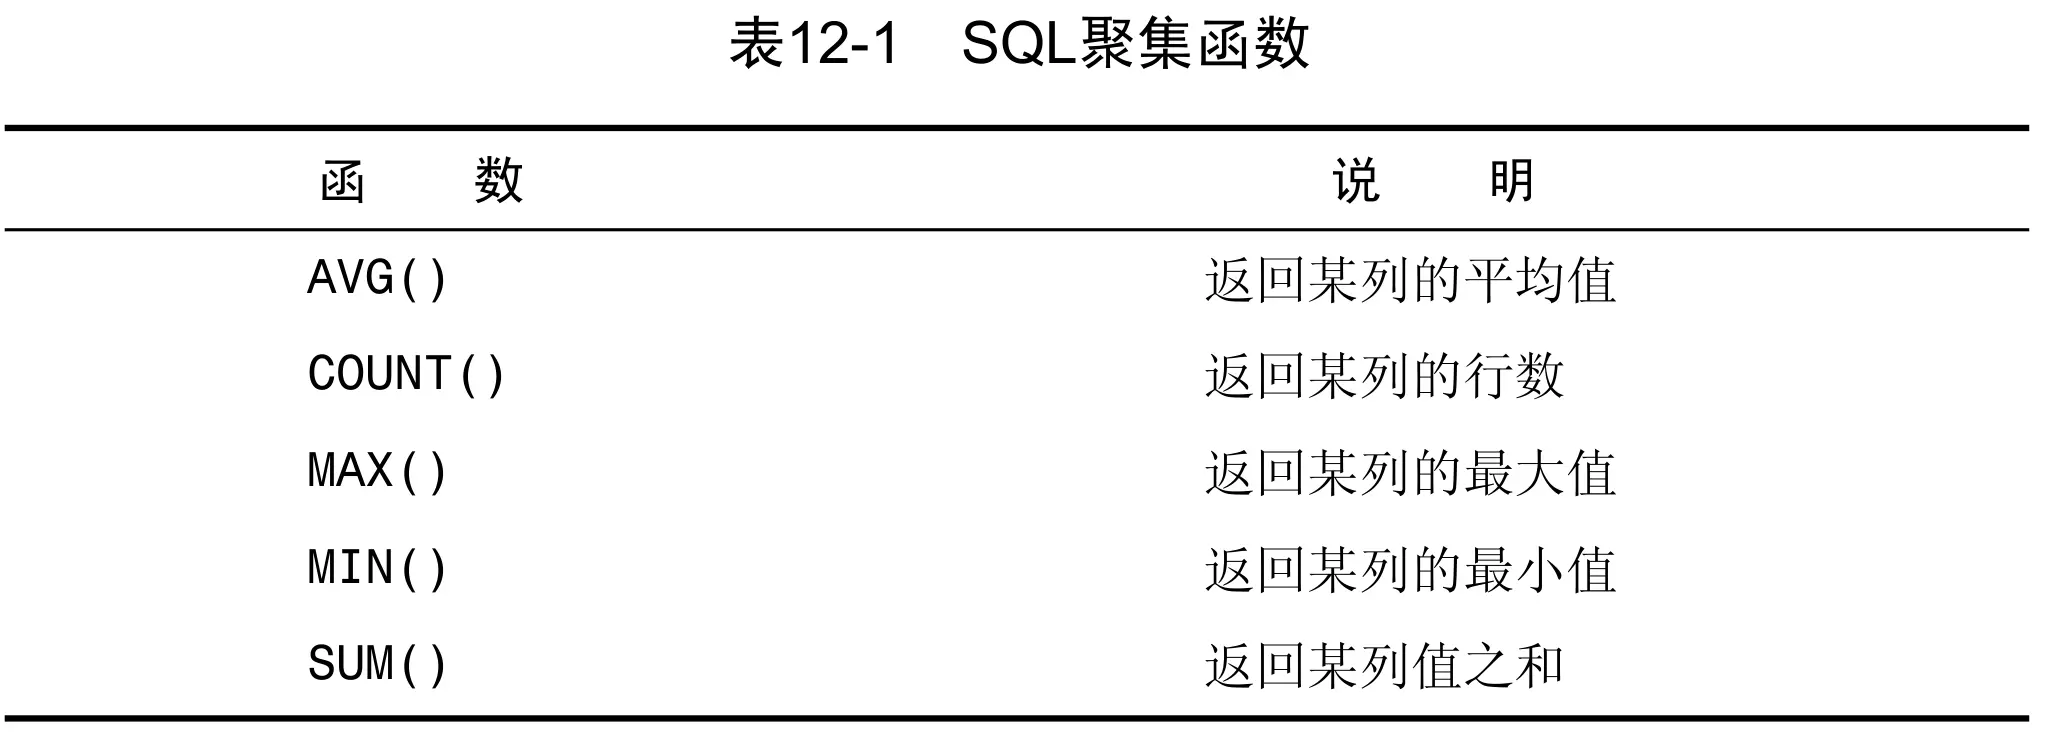 表12-1 SQL聚集函数
函 数 说 明
AVG() 返回某列的平均值
COUNT() 返回某列的行数
MAX() 返回某列的最大值
MIN() 返回某列的最小值
SUM() 返回某列值之和